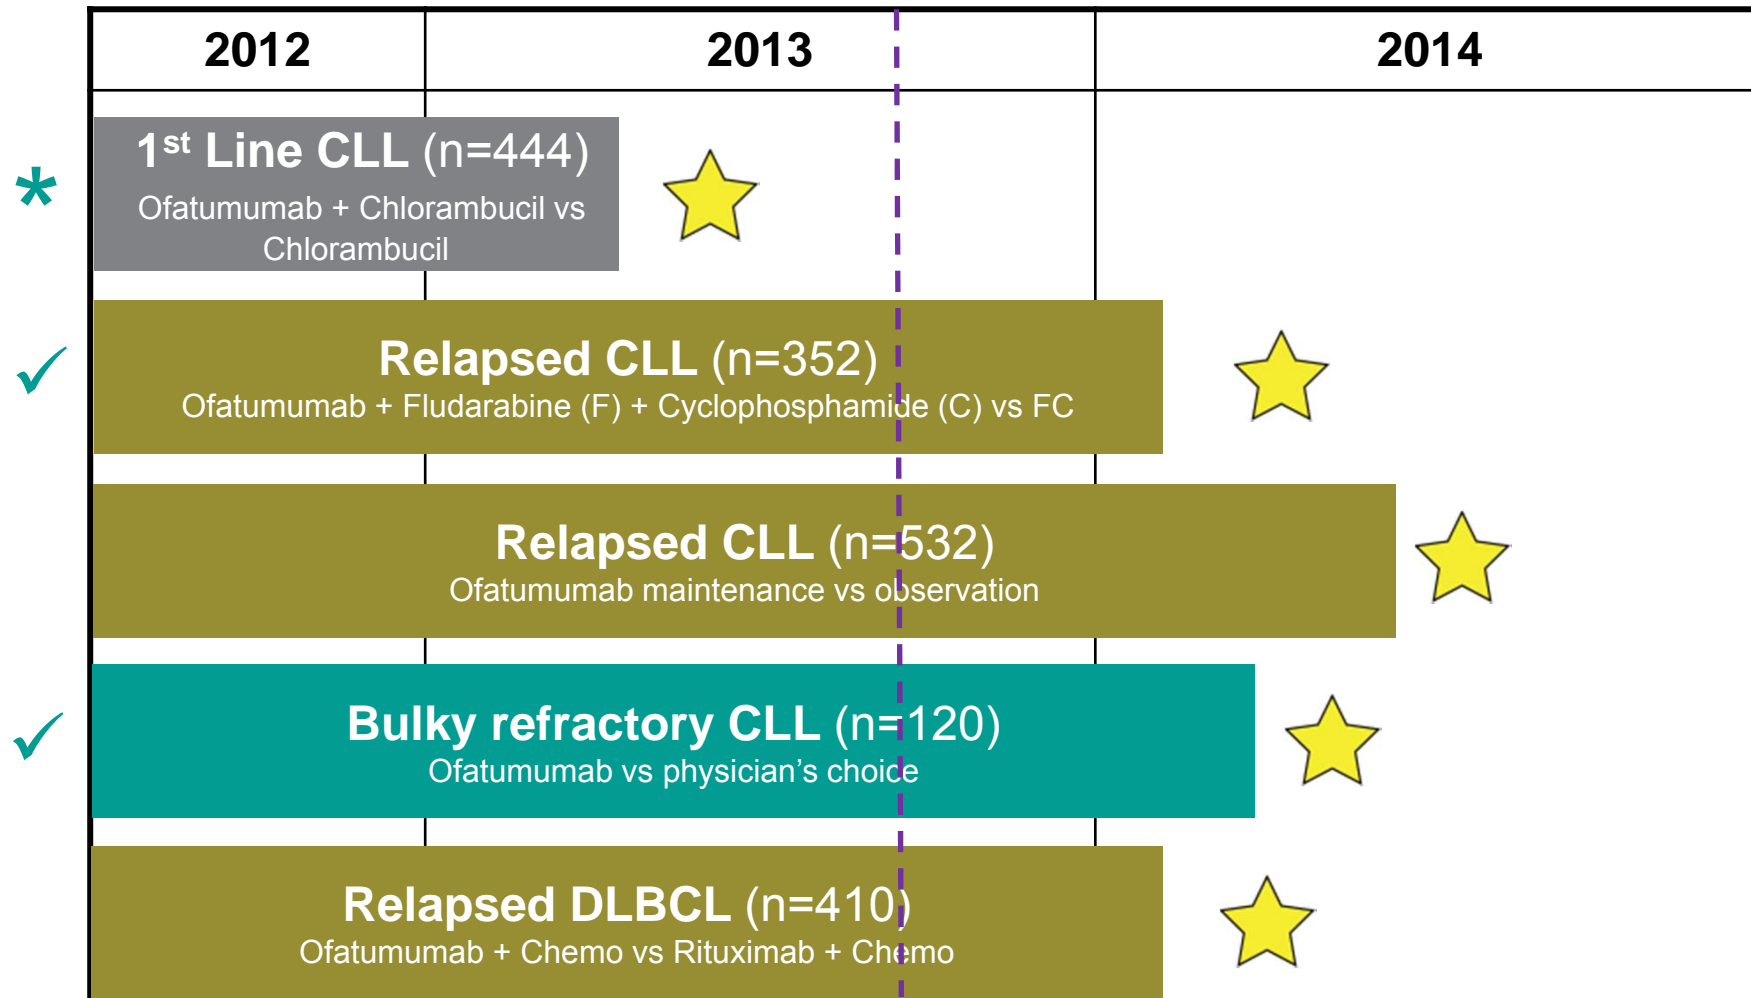 2012 2013 2014
1st Line CLL (n=444)
Ofatumumab + Chlorambucil vs
Chlorambucil
*
Relapsed CLL (n=352)
Ofatumumab + Fludarabine (F) + Cyclophosphamide (C) vs FC
✓
Relapsed CLL (n=532)
Ofatumumab maintenance vs observation
Bulky refractory CLL (n=120)
Ofatumumab vs physician’s choice
✓
Relapsed DLBCL (n=410)
Ofatumumab + Chemo vs Rituximab + Chemo